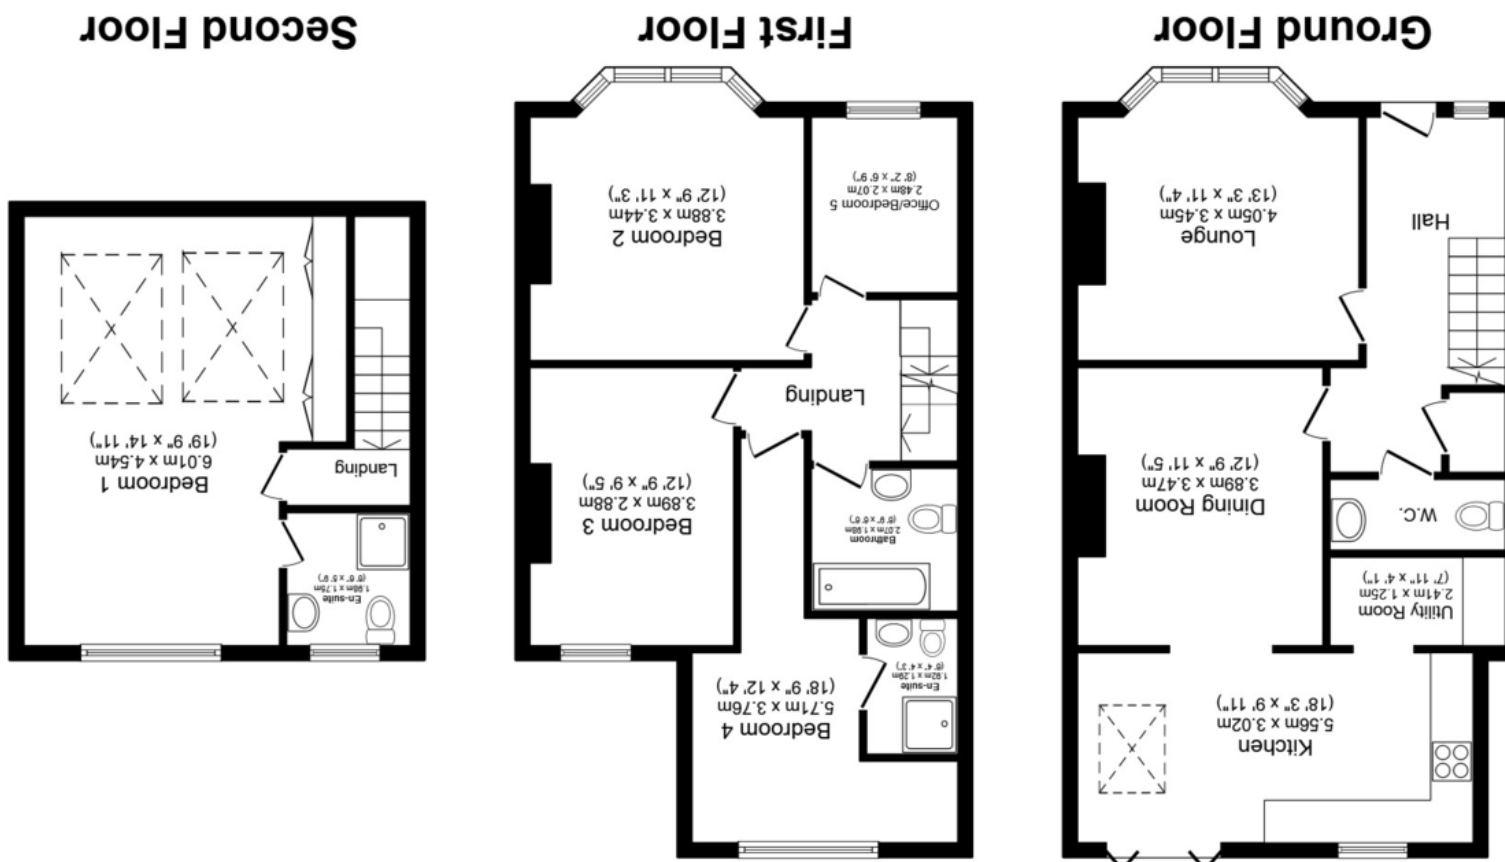 Ground Floor
Kitchen
5.56m x 3.02m
(18' 3" x 9' 11")
Utility Room
2.41m x 1.25m
(7' 11" x 4' 1")
W.C.
Dining Room
3.89m x 3.47m
(12' 9" x 11' 5")
Hall
Lounge
4.05m x 3.45m
(13' 3" x 11' 4")
First Floor
Bedroom 4
5.71m x 3.76m
(18' 9" x 12' 4")
En-suite
1.92m x 1.29m
(6' 4" x 4' 3")
Bathroom
2.07m x 1.98m
(6' 9" x 6' 6")
Bedroom 3
3.89m x 2.88m
(12' 9" x 9' 5")
Landing
Office/Bedroom 5
2.48m x 2.07m
(8' 2" x 6' 9")
Bedroom 2
3.88m x 3.44m
(12' 9" x 11' 3")
Second Floor
En-suite
1.98m x 1.75m
(6' 6" x 5' 9")
Landing
Bedroom 1
6.01m x 4.54m
(19' 9" x 14' 11")